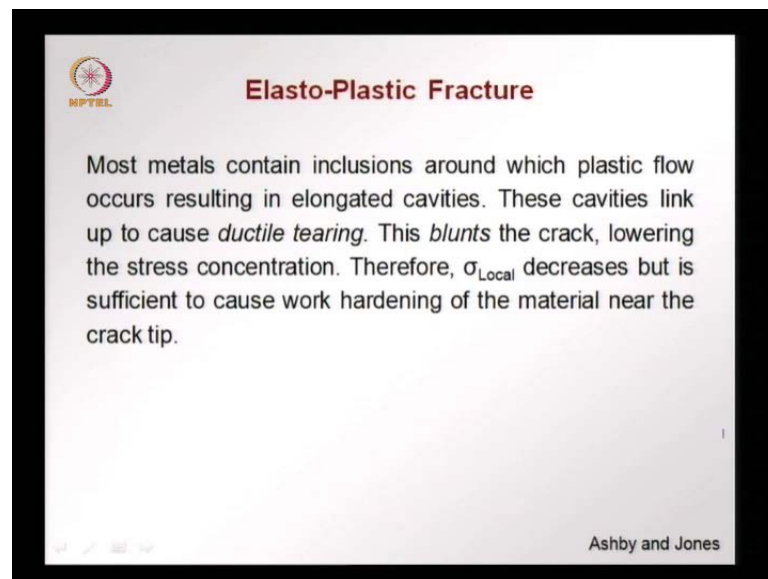 NPTEL
Elasto-Plastic Fracture
Most metals contain inclusions around which plastic flow
occurs resulting in elongated cavities. These cavities link
up to cause ductile tearing. This blunts the crack, lowering
the stress concentration. Therefore, σLocal decreases but is
sufficient to cause work hardening of the material near the
crack tip.
Ashby and Jones